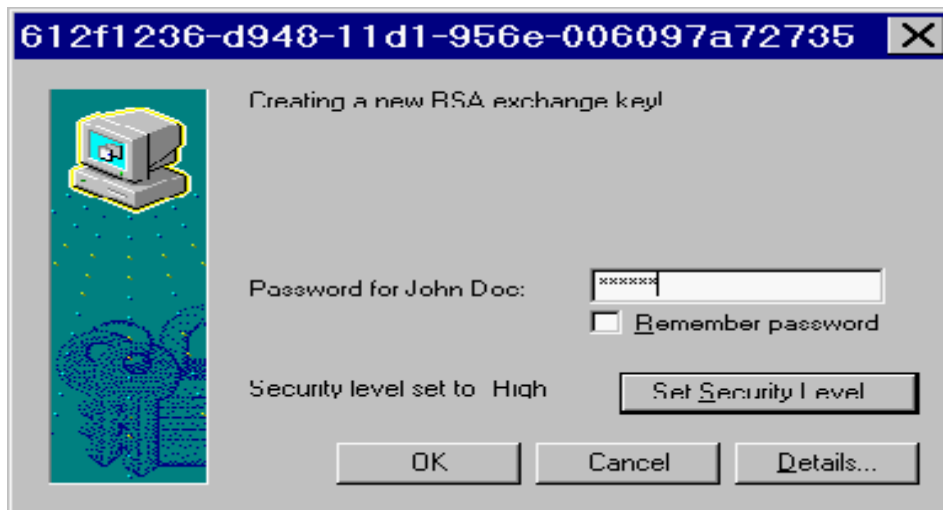 612f1236-d948-11d1-956e-006097a72735
Creating a new RSA exchange key!
Password for John Doe:
******
Remember password
Security level set to High
Set Security Level...
OK
Cancel
Details...